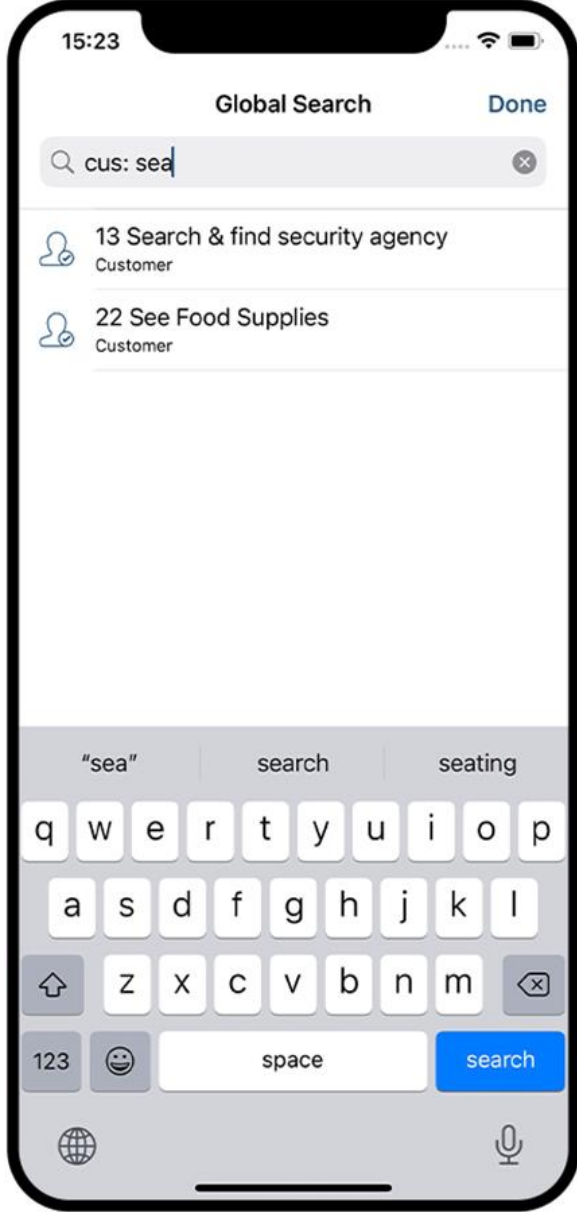 15:23
Global Search Done
cus: sea
13 Search & find security agency
Customer
22 See Food Supplies
Customer
“sea” search seating
q w e r t y u i o p
a s d f g h j k l
z x c v b n m
123 space search